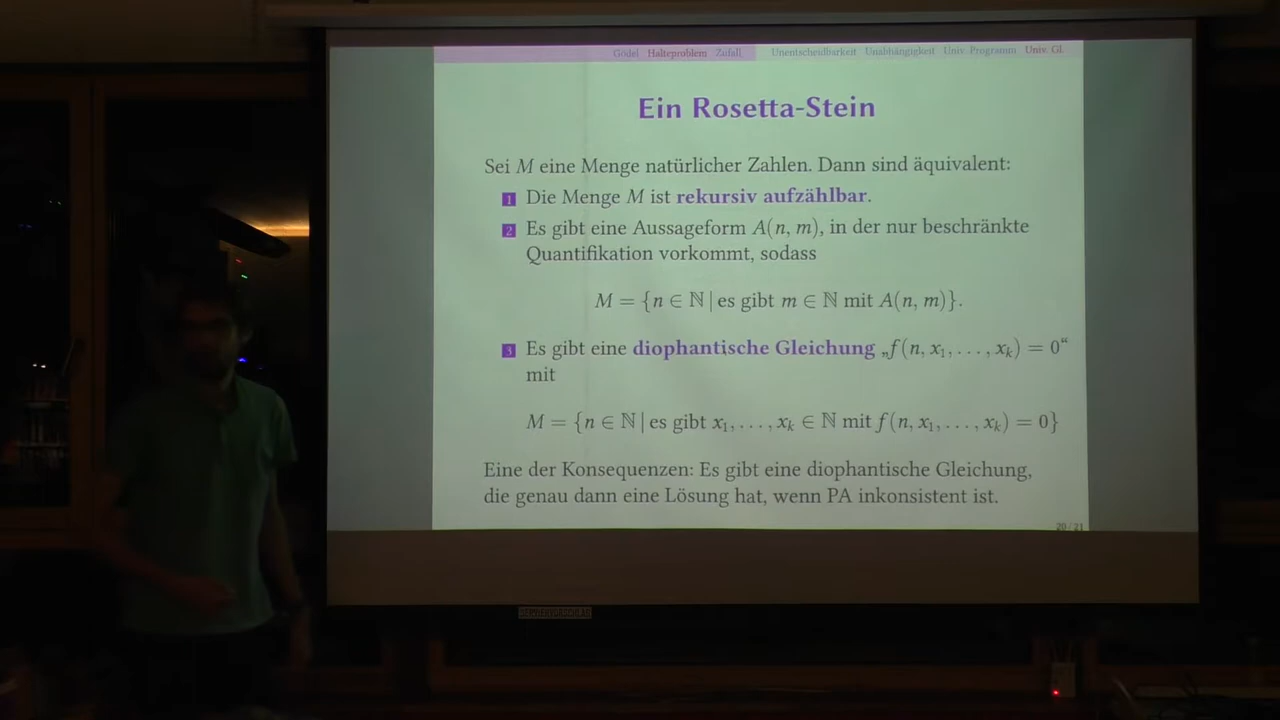 Gödel Halteproblem Zufall Unentscheidbarkeit Unabhängigkeit Univ. Programm Univ. Gl.
Ein Rosetta-Stein
Sei M eine Menge natürlicher Zahlen. Dann sind äquivalent:
1 Die Menge M ist rekursiv aufzählbar.
2 Es gibt eine Aussageform A(n, m), in der nur beschränkte
Quantifikation vorkommt, sodass
M = {n ∈ ℕ | es gibt m ∈ ℕ mit A(n, m)}.
3 Es gibt eine diophantische Gleichung „f(n, x₁, . . . , xₖ) = 0“
mit
M = {n ∈ ℕ | es gibt x₁, . . . , xₖ ∈ ℕ mit f(n, x₁, . . . , xₖ) = 0}
Eine der Konsequenzen: Es gibt eine diophantische Gleichung,
die genau dann eine Lösung hat, wenn PA inkonsistent ist.
20 / 21